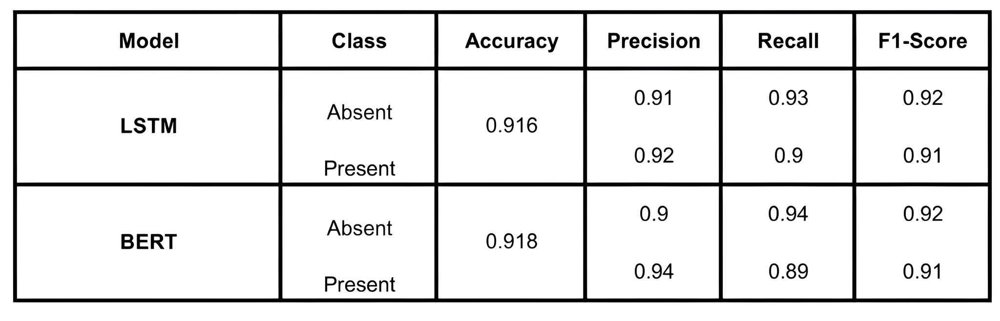 Model Class Accuracy Precision Recall F1-Score
LSTM Absent 0.916 0.91 0.93 0.92
Present 0.92 0.9 0.91
BERT Absent 0.918 0.9 0.94 0.92
Present 0.94 0.89 0.91